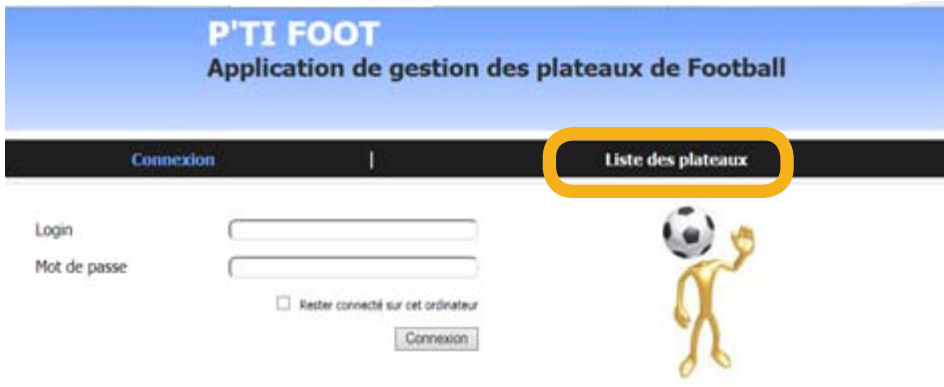 P'TI FOOT
Application de gestion des plateaux de Football
Connexion | Liste des plateaux
Login
Mot de passe
Rester connecté sur cet ordinateur
Connexion